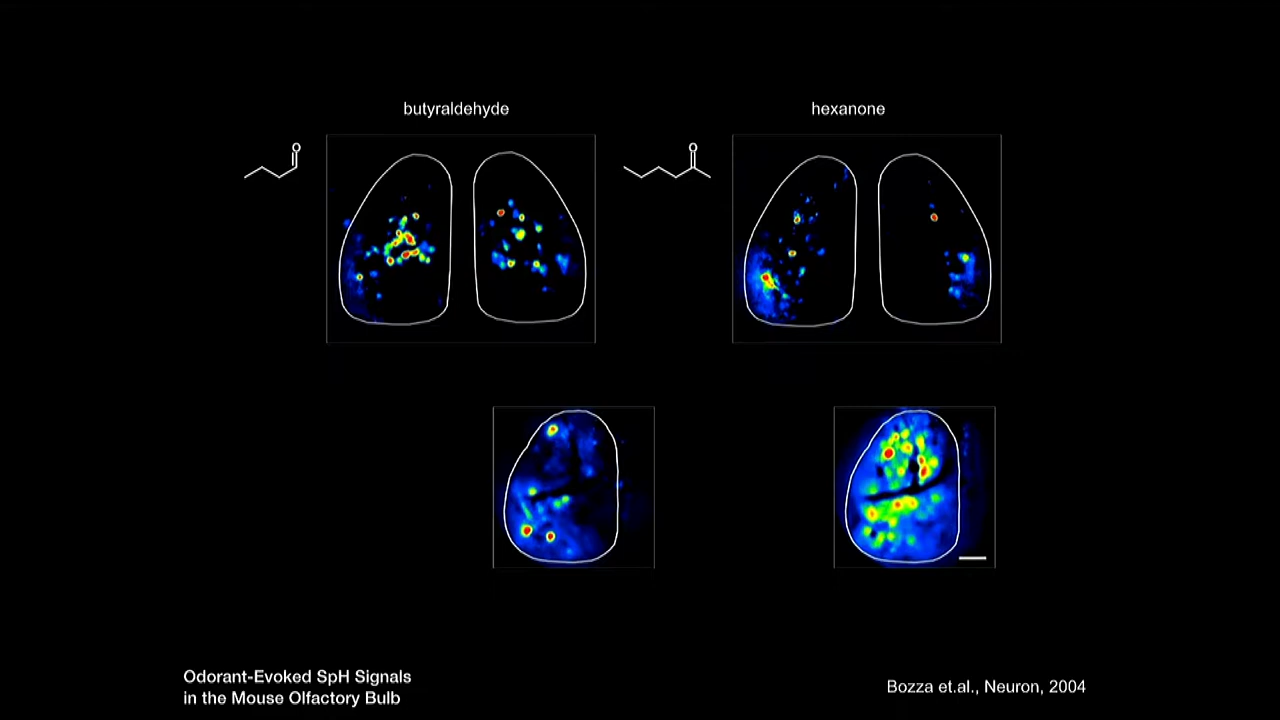 butyraldehyde
hexanone
O
O
Odorant-Evoked SpH Signals
in the Mouse Olfactory Bulb
Bozza et.al., Neuron, 2004